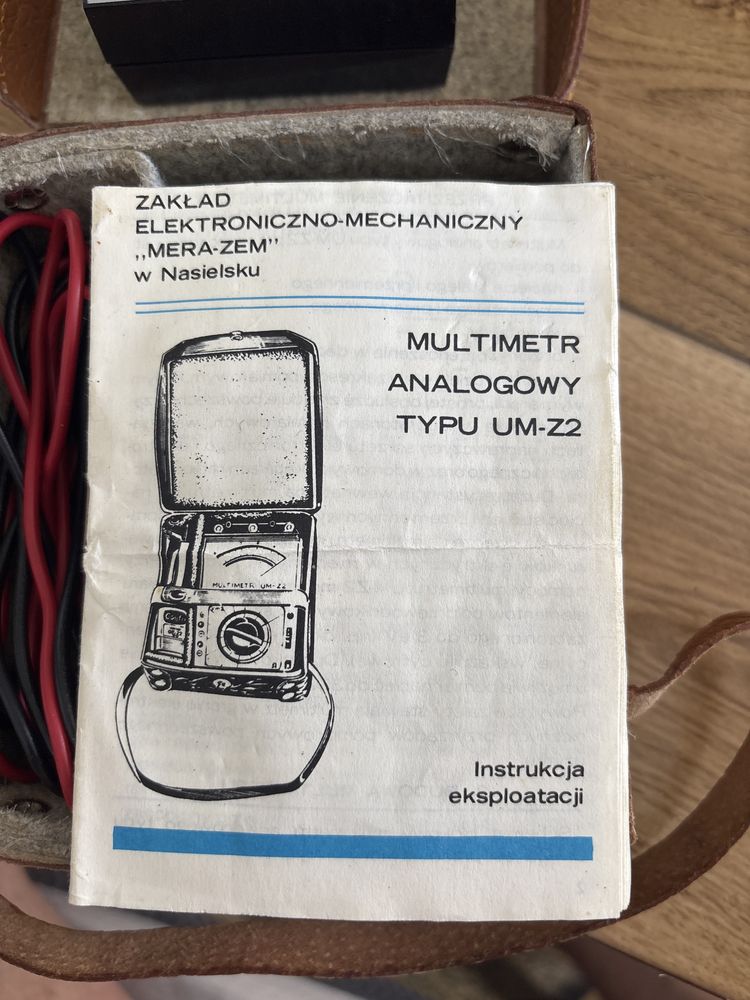 ZAKŁAD
ELEKTRONICZNO-MECHANICZNY
„MERA-ZEM"
w Nasielsku
MULTIMETR
ANALOGOWY
TYPU UM-Z2
MULTIMETR UM-Z2
Instrukcja
eksploatacji